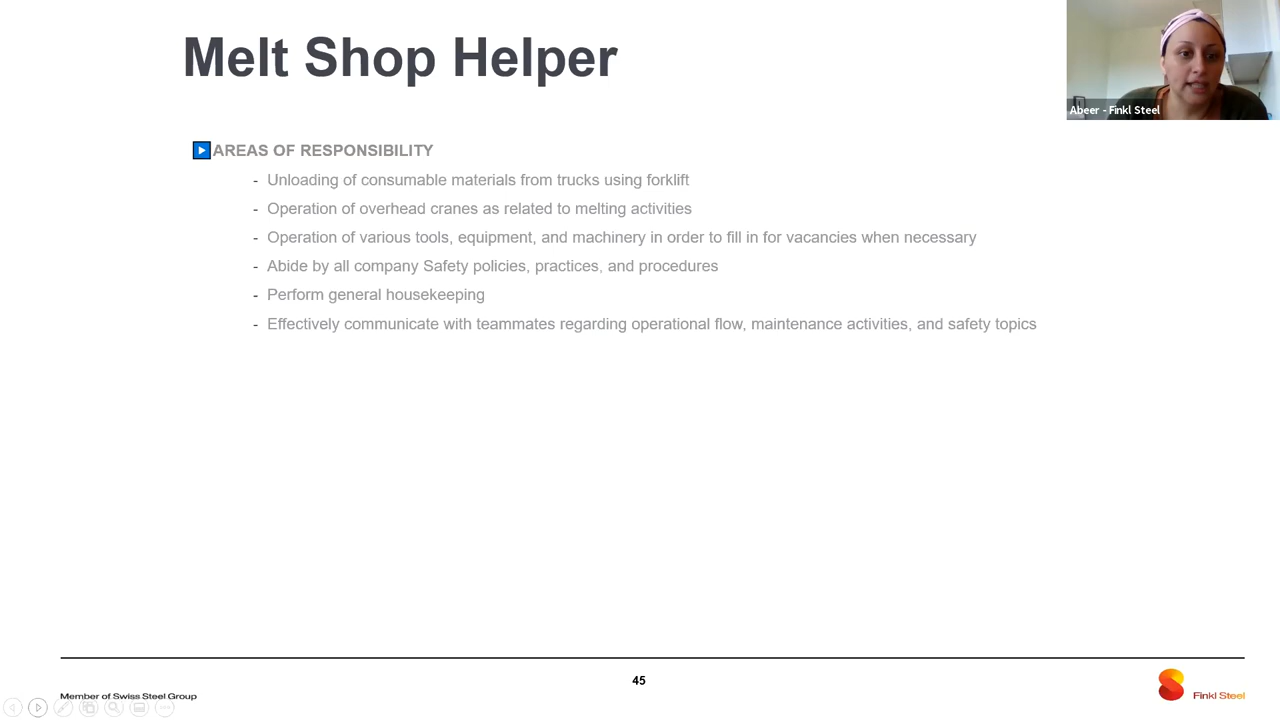 Melt Shop Helper
Abeer - Finkl Steel
AREAS OF RESPONSIBILITY
- Unloading of consumable materials from trucks using forklift
- Operation of overhead cranes as related to melting activities
- Operation of various tools, equipment, and machinery in order to fill in for vacancies when necessary
- Abide by all company Safety policies, practices, and procedures
- Perform general housekeeping
- Effectively communicate with teammates regarding operational flow, maintenance activities, and safety topics
45
Member of Swiss Steel Group
Finkl Steel